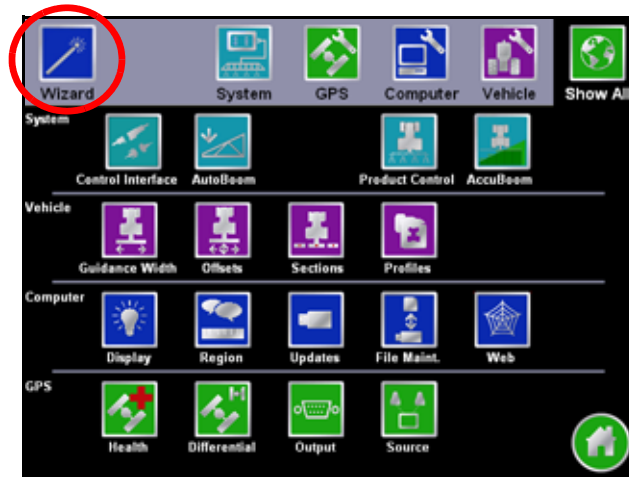 Wizard System GPS Computer Vehicle Show All
System
Control Interface AutoBoom Product Control AccuBoom
Vehicle
Guidance Width Offsets Sections Profiles
Computer
Display Region Updates File Maint. Web
GPS
Health Differential Output Source